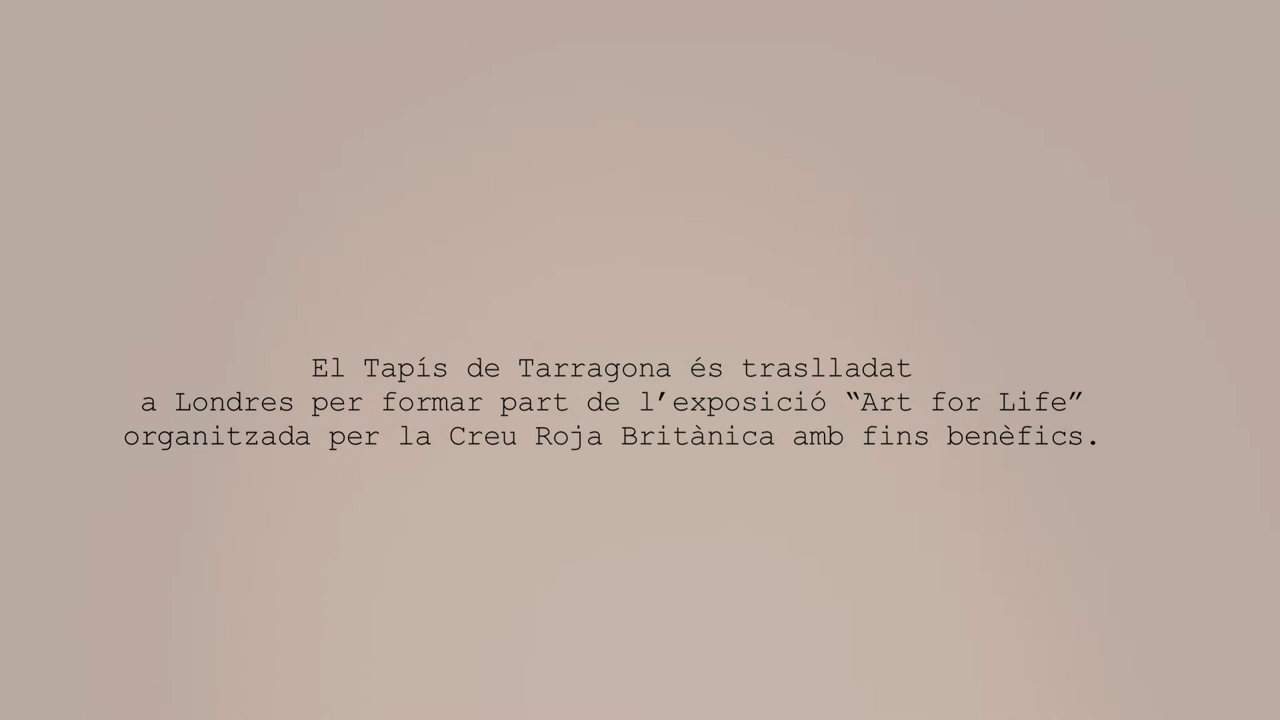 El Tapís de Tarragona és traslladat
a Londres per formar part de l’exposició “Art for Life”
organitzada per la Creu Roja Britànica amb fins benèfics.